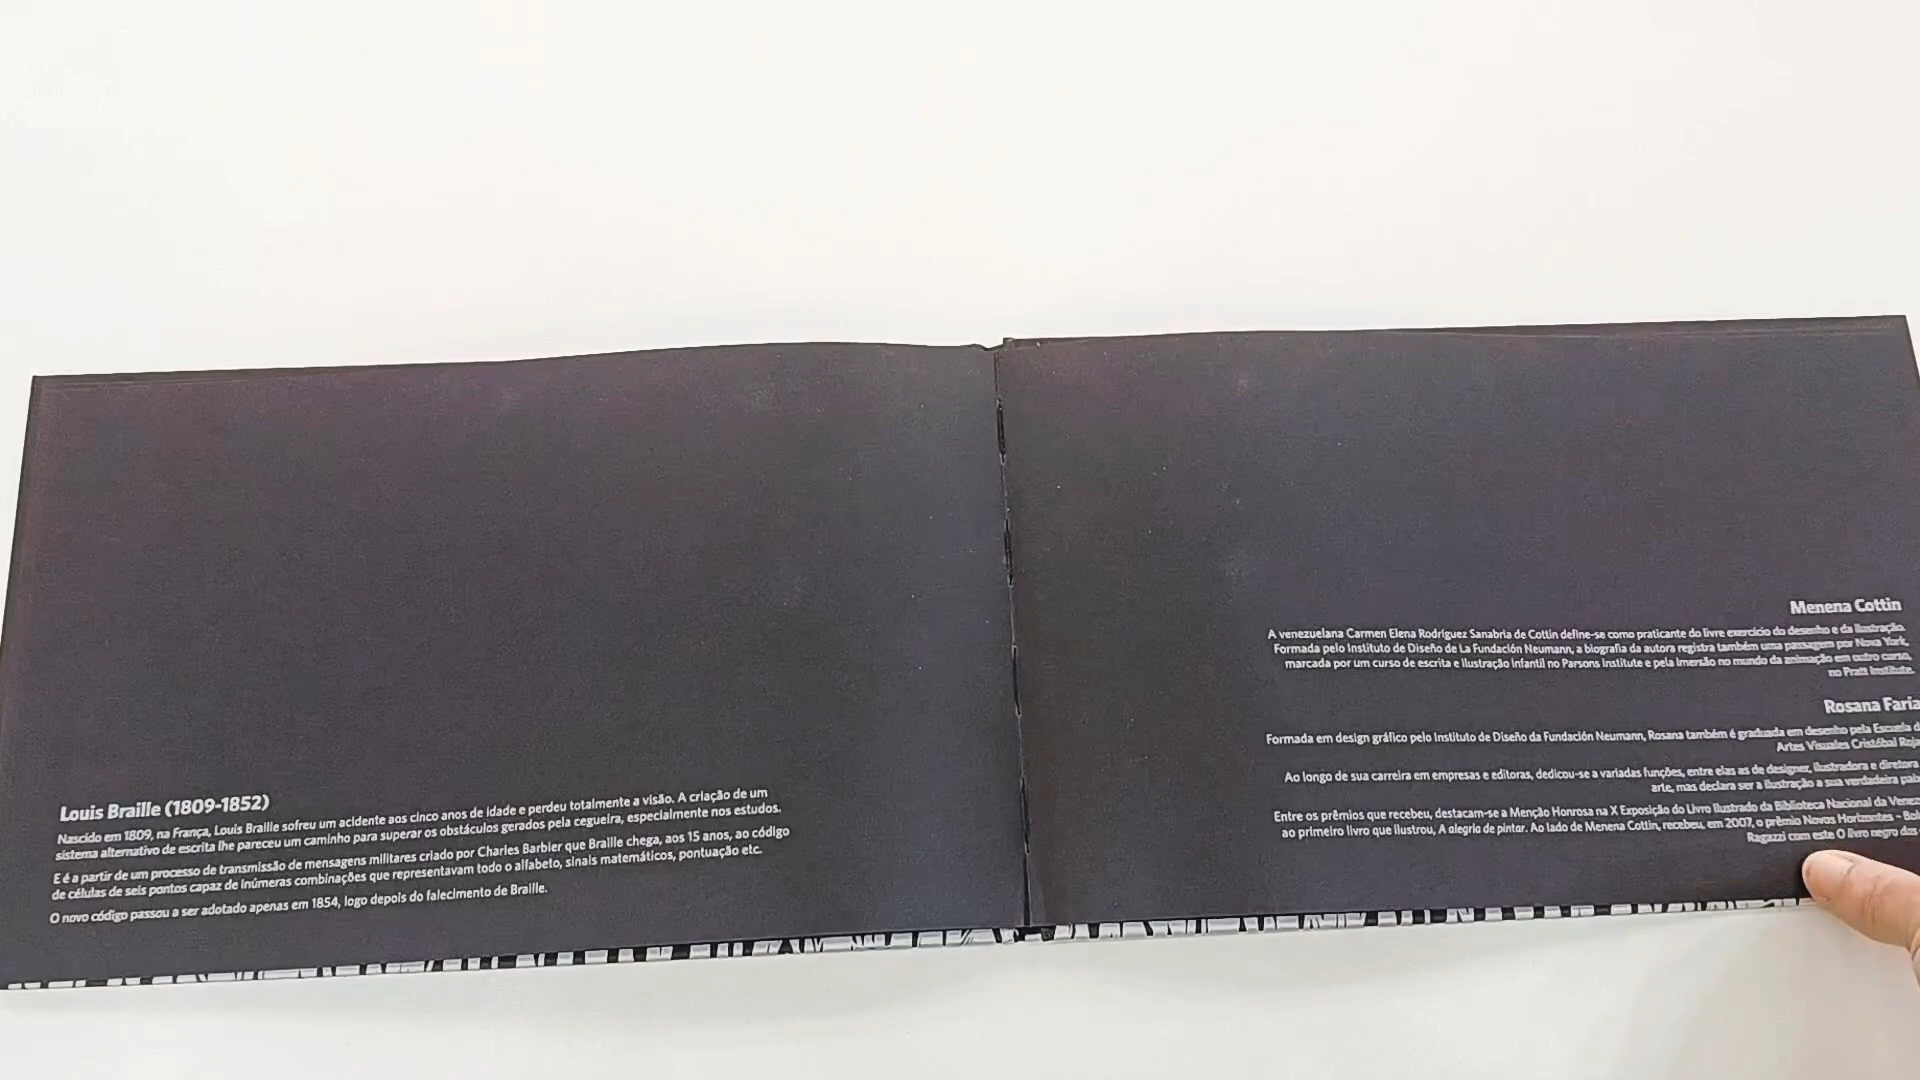 Louis Braille (1809-1852)
Nascido em 1809, na França, Louis Braille sofreu um acidente aos cinco anos de idade e perdeu totalmente a visão. A criação de um
sistema alternativo de escrita lhe pareceu um caminho para superar os obstáculos gerados pela cegueira, especialmente nos estudos.
E é a partir de um processo de transmissão de mensagens militares criado por Charles Barbier que Braille chega, aos 15 anos, ao código
de células de seis pontos capaz de inúmeras combinações que representavam todo o alfabeto, sinais matemáticos, pontuação etc.
O novo código passou a ser adotado apenas em 1854, logo depois do falecimento de Braille.
Menena Cottin
A venezuelana Carmen Elena Rodríguez Sanabria de Cottin define-se como praticante do livre exercício do desenho e da ilustração.
Formada pelo Instituto de Diseño de La Fundación Neumann, a biografia da autora registra também uma passagem por Nova York,
marcada por um curso de escrita e ilustração infantil no Parsons Institute e pela imersão no mundo da animação em outro curso,
no Pratt Institute.
Rosana Faría
Formada em design gráfico pelo Instituto de Diseño da Fundación Neumann, Rosana também é graduada em desenho pela Escuela
Artes Visuales Cristóbal
Ao longo de sua carreira em empresas e editoras, dedicou-se a variadas funções, entre elas as de designer, ilustradora e diretora
arte, mas declara ser a ilustração a sua verdadeira
Entre os prêmios que recebeu, destacam-se a Menção Honrosa na X Exposição do Livro Ilustrado da Biblioteca Nacional da
ao primeiro livro que ilustrou, A alegria de pintar. Ao lado de Menena Cottin, recebeu, em 2007, o prêmio Novos Horizontes –
Ragazzi com este O livro negro das